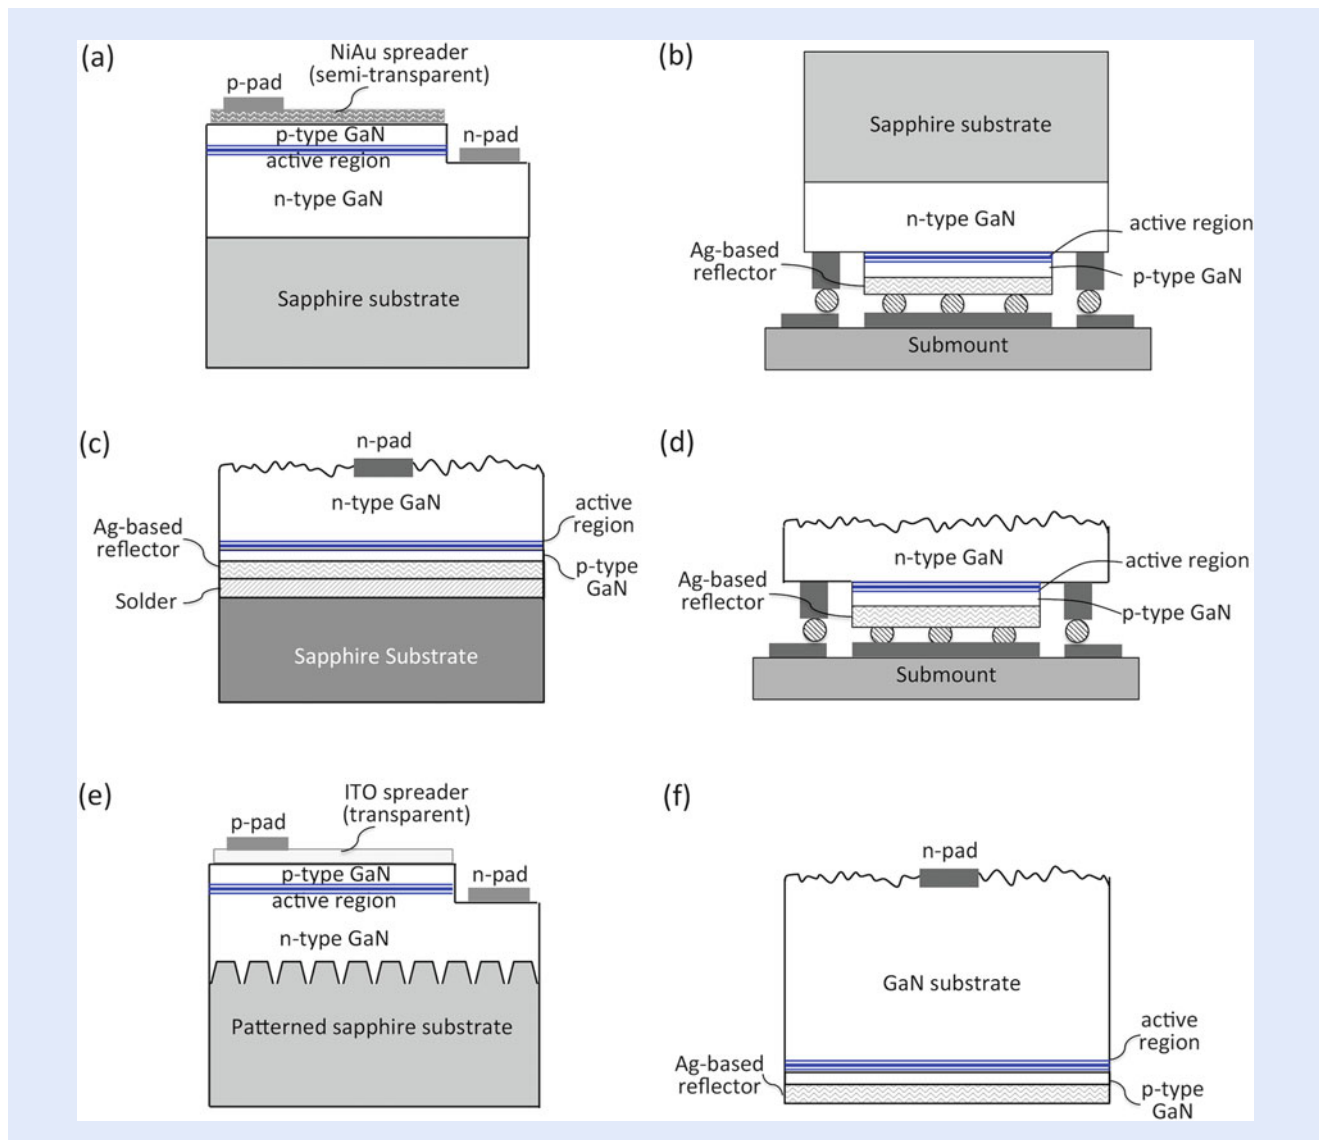 (a)
NiAu spreader
(semi-transparent)
p-pad
p-type GaN
n-pad
active region
n-type GaN
Sapphire substrate
(b)
Sapphire substrate
n-type GaN
active region
Ag-based
reflector
p-type GaN
Submount
(c)
n-pad
n-type GaN
active
region
Ag-based
reflector
p-type
GaN
Solder
Sapphire Substrate
(d)
n-type GaN
active region
Ag-based
reflector
p-type GaN
Submount
(e)
ITO spreader
(transparent)
p-pad
p-type GaN
n-pad
active region
n-type GaN
Patterned sapphire substrate
(f)
n-pad
GaN substrate
active
region
Ag-based
reflector
p-type
GaN